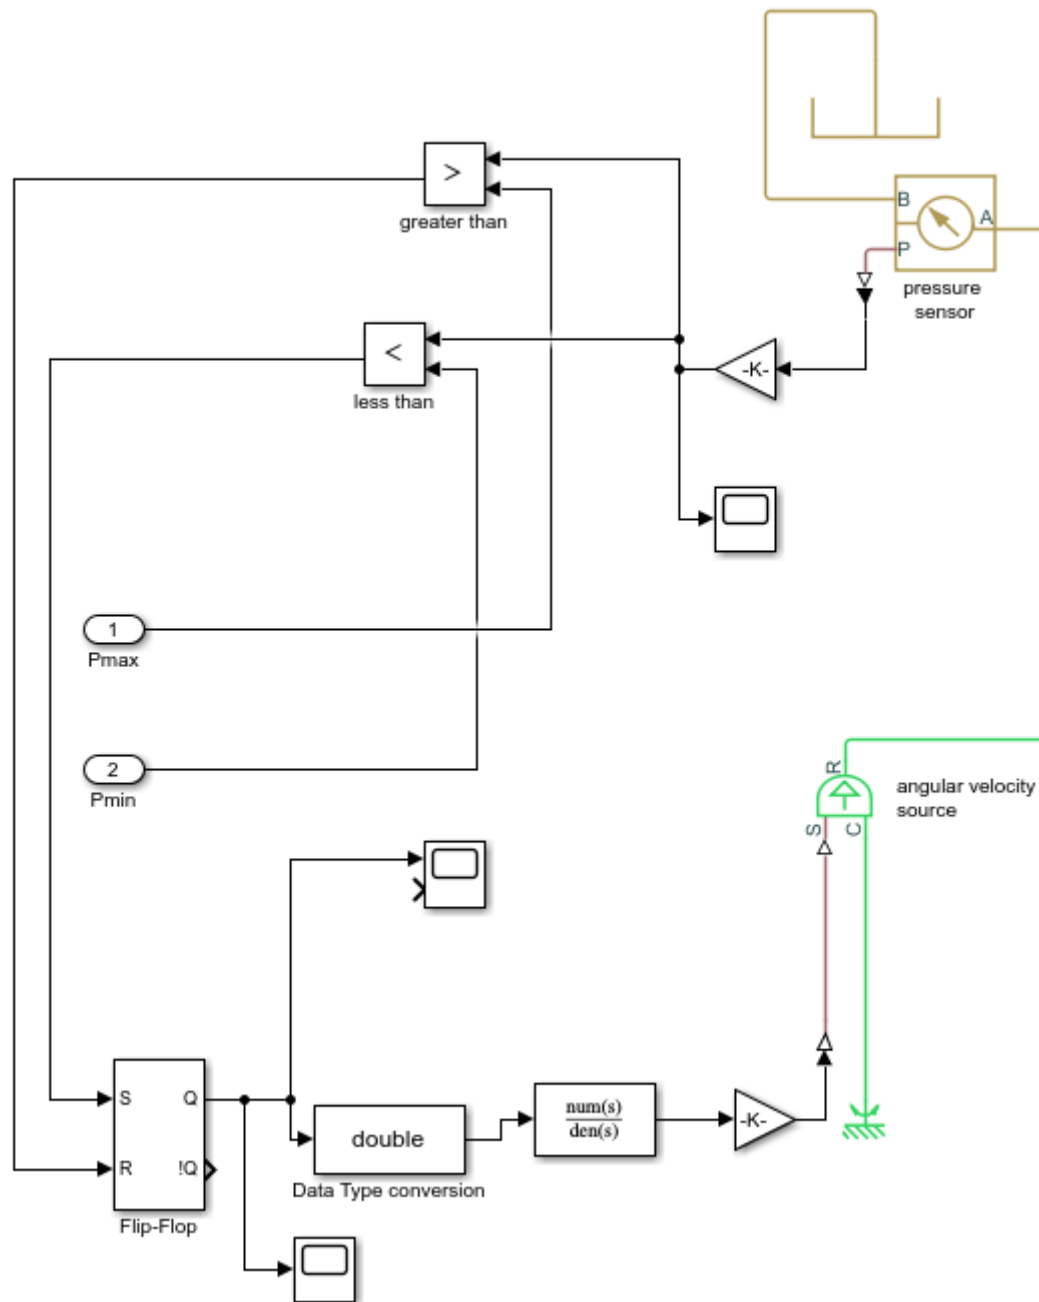 >
greater than
B
A
P
pressure
sensor
<
less than
-K-
1
Pmax
2
Pmin
R
angular velocity
source
S
C
S
Q
R
!Q
Flip-Flop
double
Data Type conversion
num(s)
den(s)
-K-